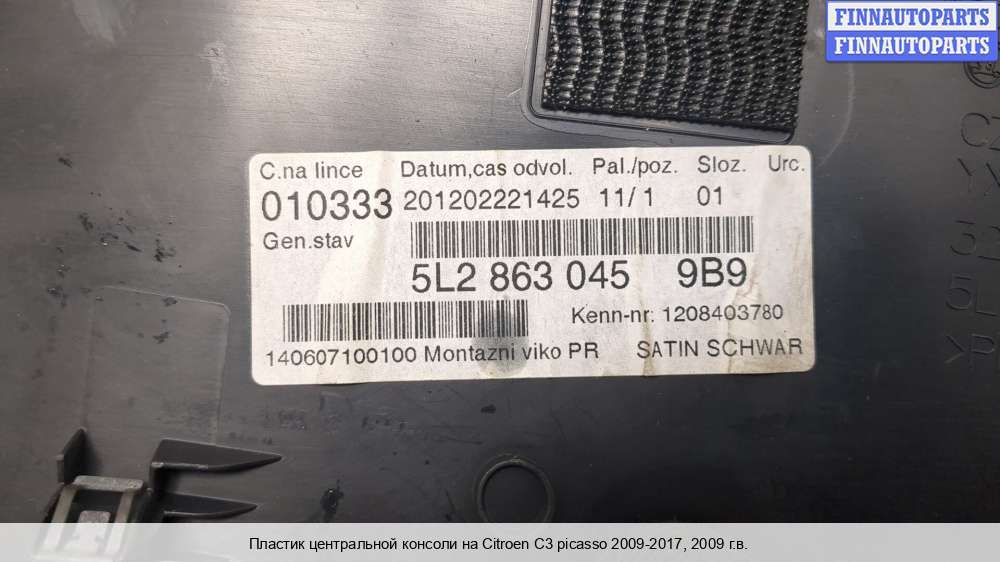 FINNAUTOPARTS
FINNAUTOPARTS
C.na lince Datum,cas odvol. Pal./poz. Sloz. Urc.
010333 201202221425 11/ 1 01
Gen.stav
5L2 863 045 9B9
Kenn-nr: 1208403780
140607100100 Montazni viko PR SATIN SCHWAR
Пластик центральной консоли на Citroen C3 picasso 2009-2017, 2009 г.в.